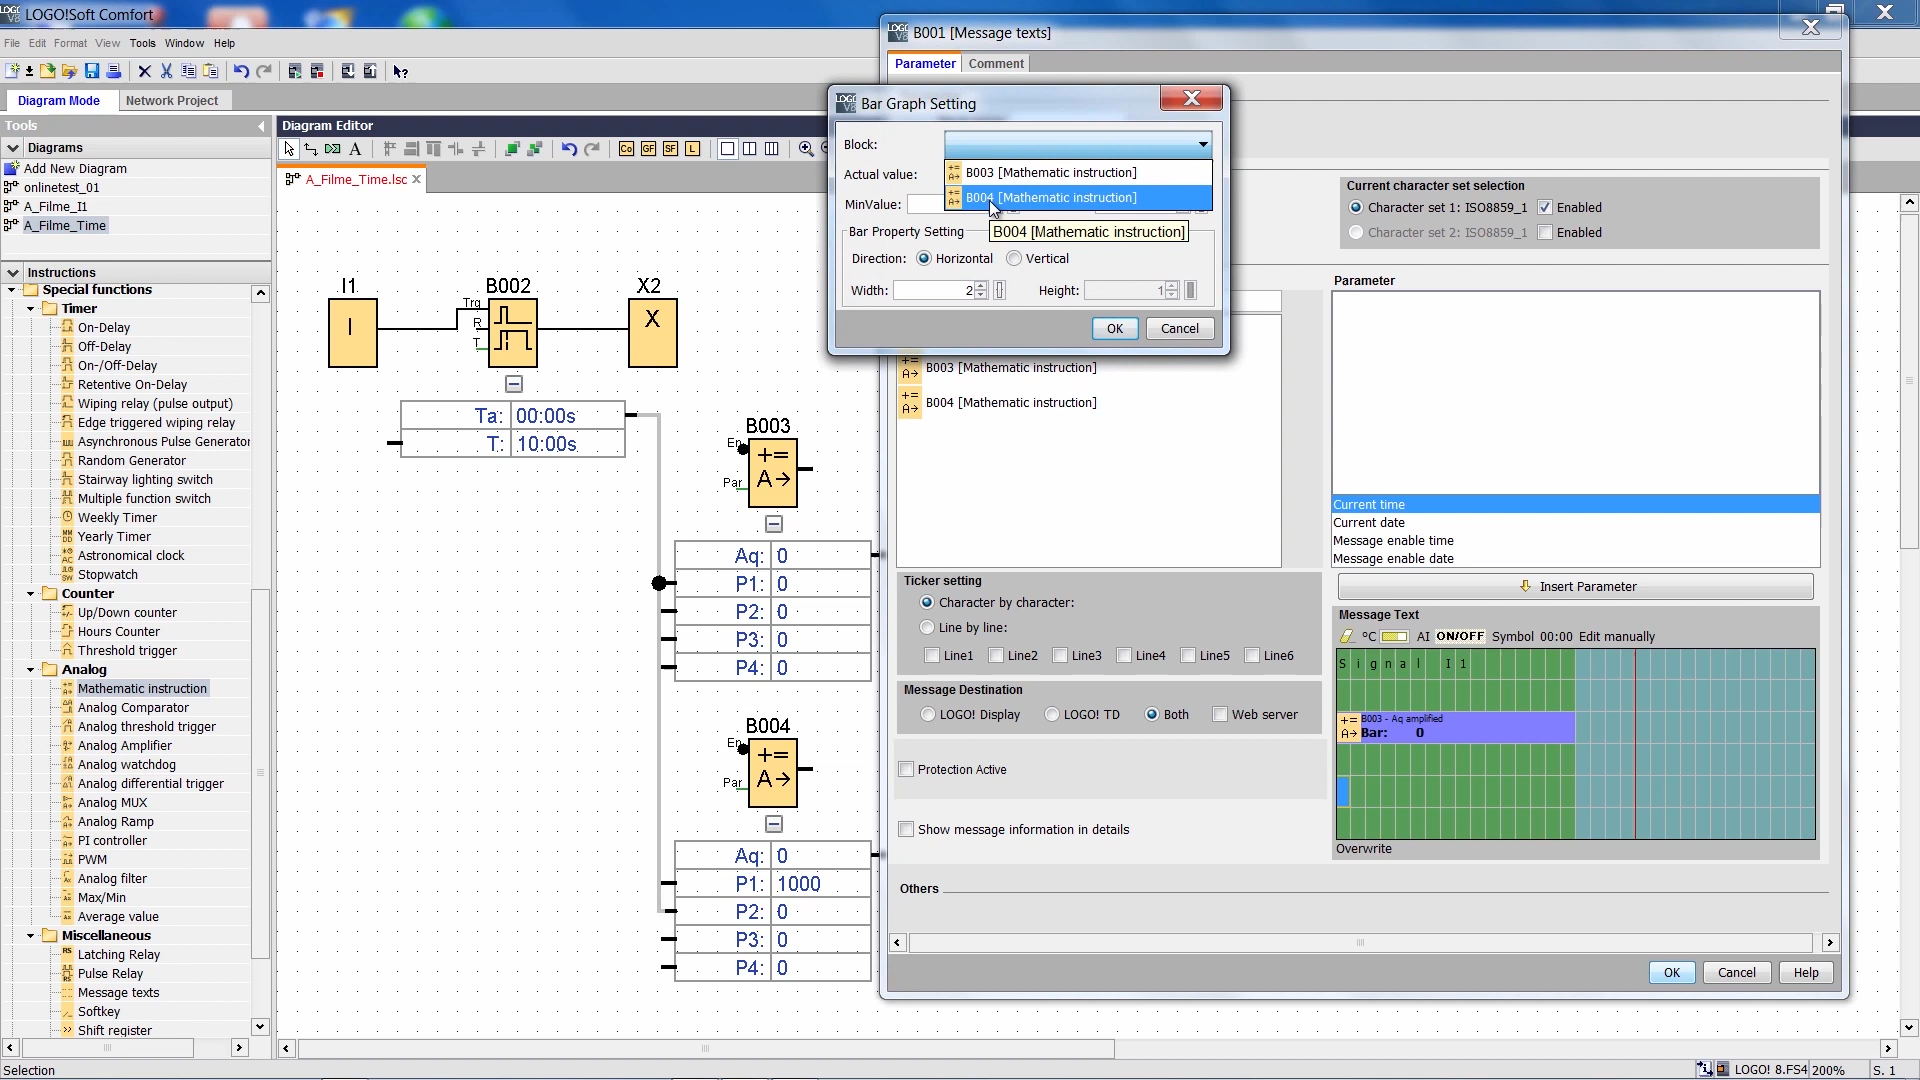 LOGO!Soft Comfort
File Edit Format View Tools Window Help
Diagram Mode Network Project
Tools
Diagrams
Add New Diagram
onlinetest_01
A_Filme_I1
A_Filme_Time
Instructions
Special functions
Timer
On-Delay
Off-Delay
On-/Off-Delay
Retentive On-Delay
Wiping relay (pulse output)
Edge triggered wiping relay
Asynchronous Pulse Generator
Random Generator
Stairway lighting switch
Multiple function switch
Weekly Timer
Yearly Timer
Astronomical clock
Stopwatch
Counter
Up/Down counter
Hours Counter
Threshold trigger
Analog
Mathematic instruction
Analog Comparator
Analog threshold trigger
Analog Amplifier
Analog watchdog
Analog differential trigger
Analog MUX
Analog Ramp
PI controller
PWM
Analog filter
Max/Min
Average value
Miscellaneous
Latching Relay
Pulse Relay
Message texts
Softkey
Shift register
Selection
Diagram Editor
A Co GF SF L
A_Filme_Time.lsc
I1 B002 X2
I Trg R T X
Ta: 00:00s
T: 10:00s
B003
En
+=
A→
Par
Aq: 0
P1: 0
P2: 0
P3: 0
P4: 0
B004
En
+=
A→
Par
Aq: 0
P1: 1000
P2: 0
P3: 0
P4: 0
B001 [Message texts]
Parameter Comment
Bar Graph Setting
Block:
B003 [Mathematic instruction]
B004 [Mathematic instruction]
Actual value:
MinValue:
B004 [Mathematic instruction]
Bar Property Setting
Direction: Horizontal Vertical
Width: 2 Height: 1
OK Cancel
Current character set selection
Character set 1: ISO8859_1 Enabled
Character set 2: ISO8859_1 Enabled
B003 [Mathematic instruction]
B004 [Mathematic instruction]
Parameter
Current time
Current date
Message enable time
Message enable date
Insert Parameter
Ticker setting
Character by character:
Line by line:
Line1 Line2 Line3 Line4 Line5 Line6
Message Destination
LOGO! Display LOGO! TD Both Web server
Protection Active
Show message information in details
Message Text
°C AI ON/OFF Symbol 00:00 Edit manually
Signal I1
B003 - Aq amplified
Bar: 0
Overwrite
Others
OK Cancel Help
LOGO! 8.FS4 200% S. 1